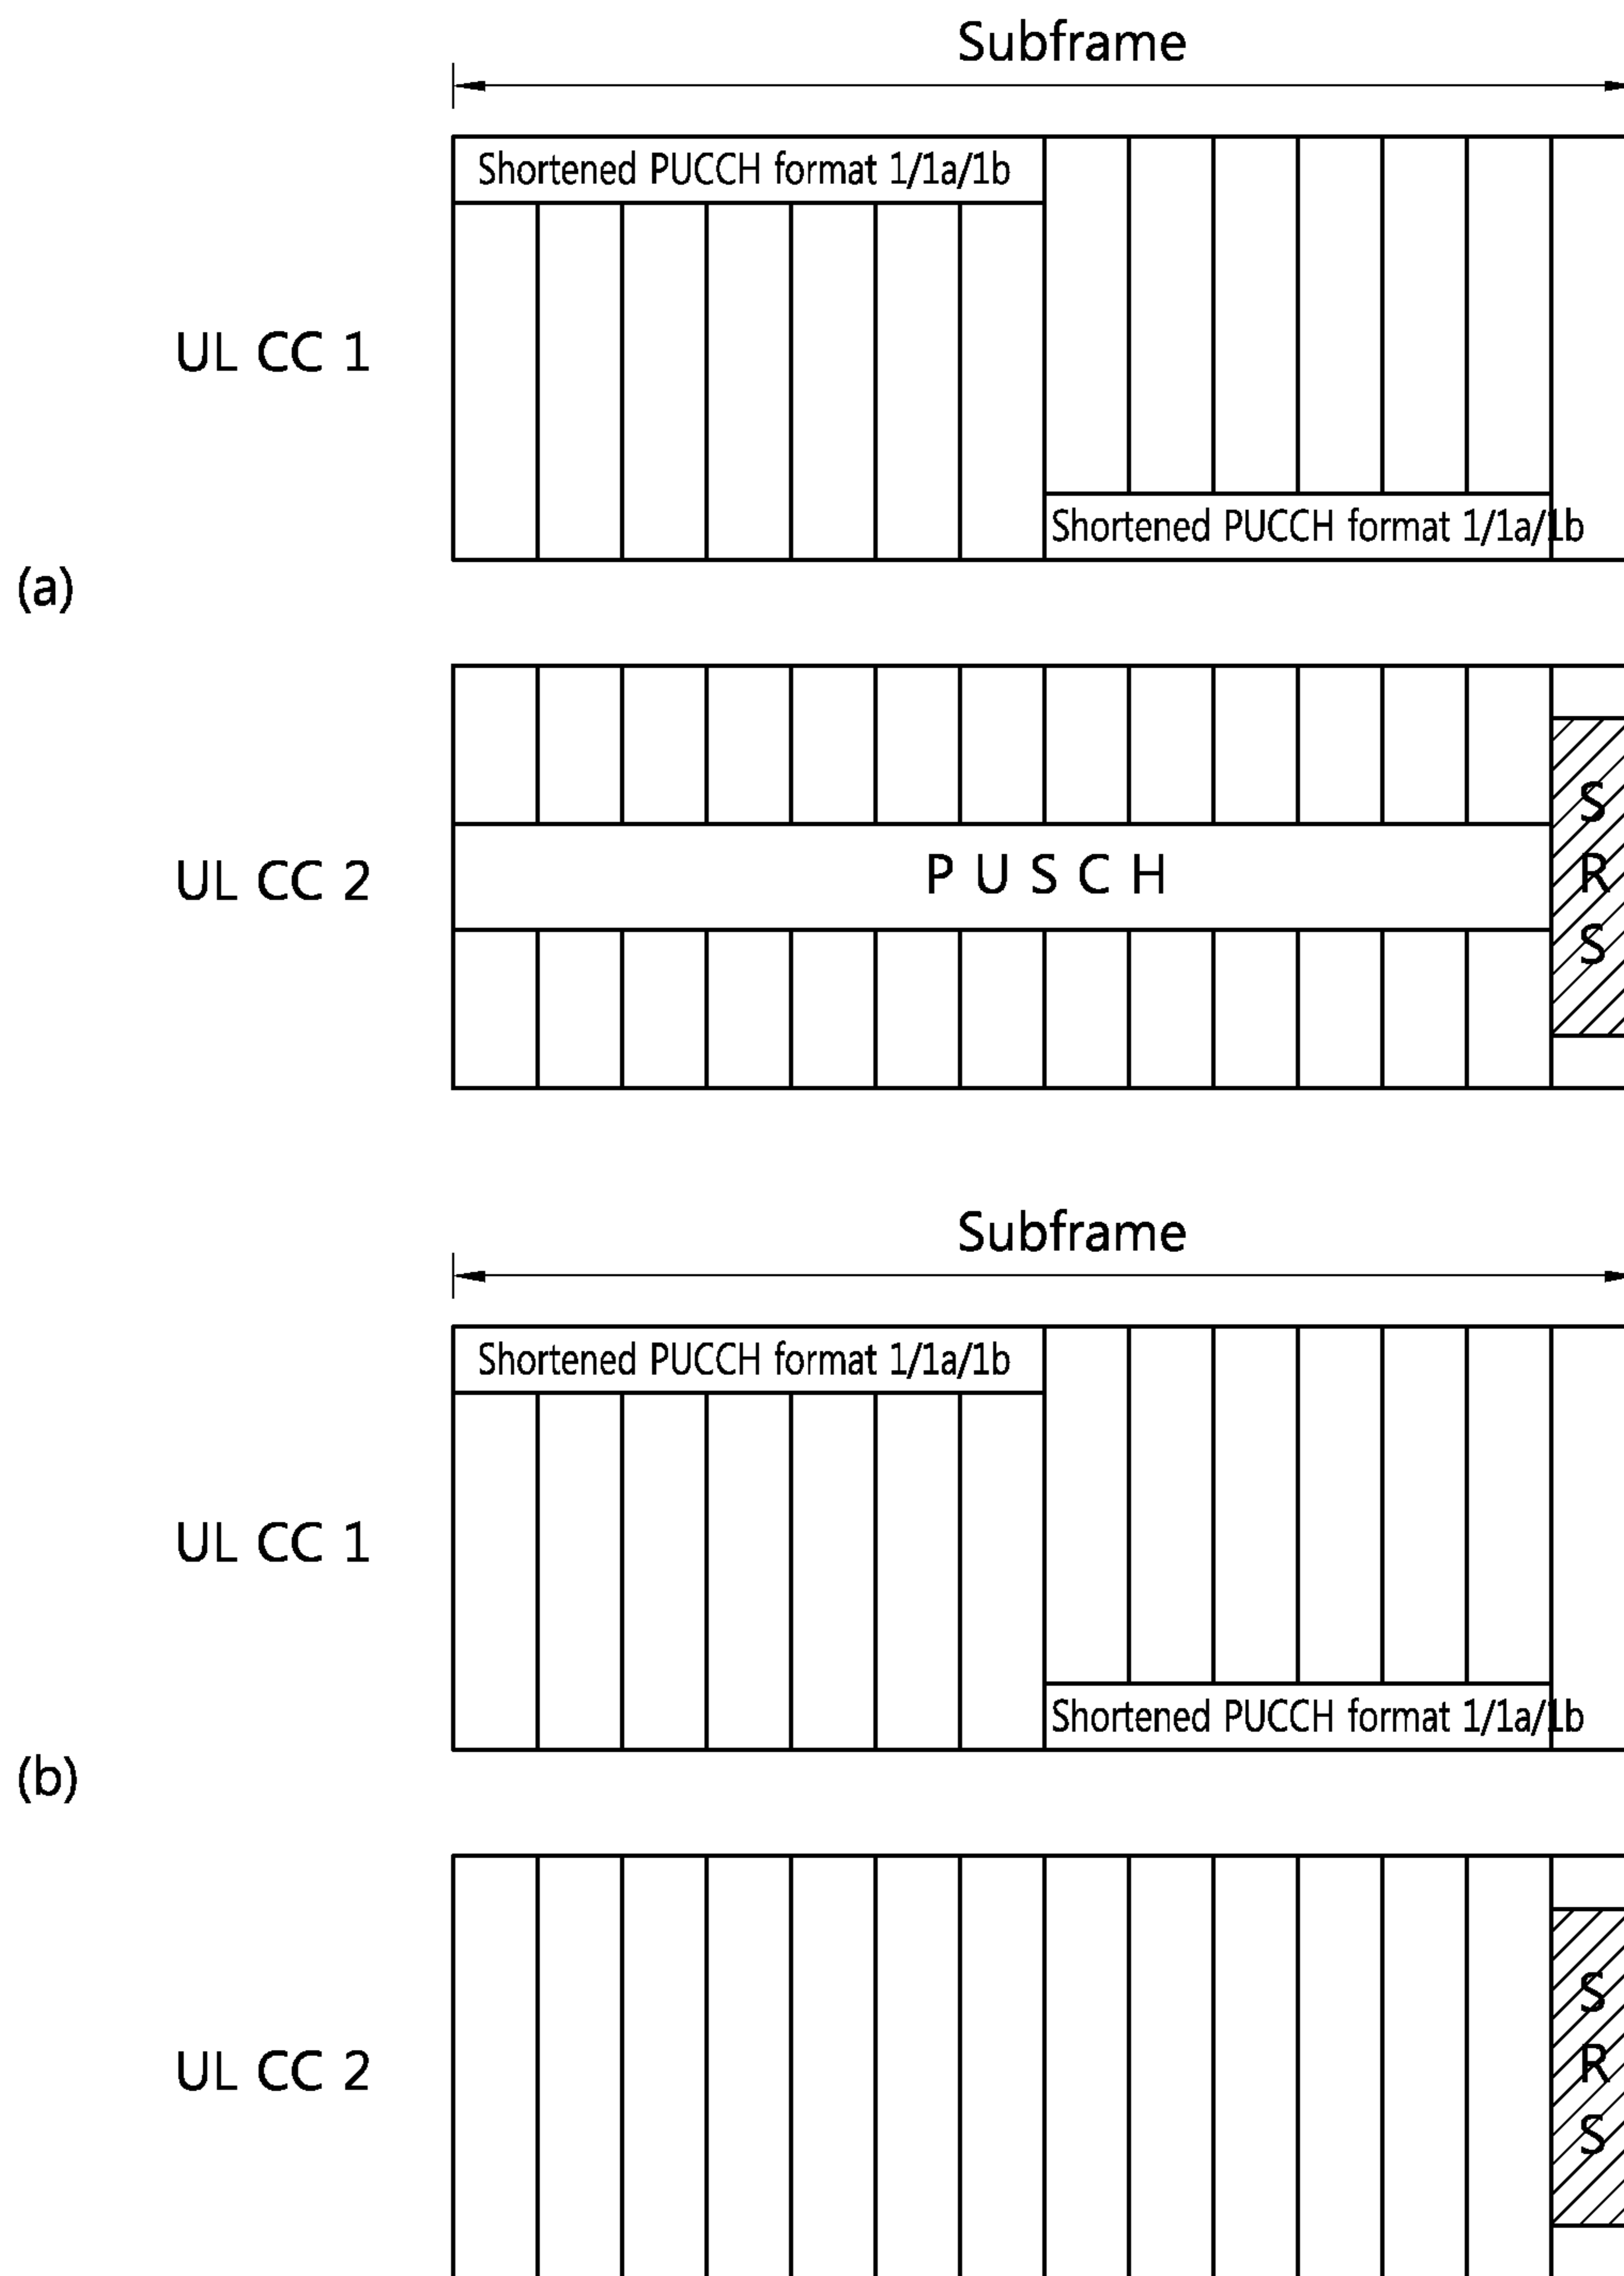 Subframe
Shortened PUCCH format 1/1a/1b
UL CC 1
Shortened PUCCH format 1/1a/1b
(a)
UL CC 2
P U S C H
S
R
S
Subframe
Shortened PUCCH format 1/1a/1b
UL CC 1
Shortened PUCCH format 1/1a/1b
(b)
UL CC 2
S
R
S